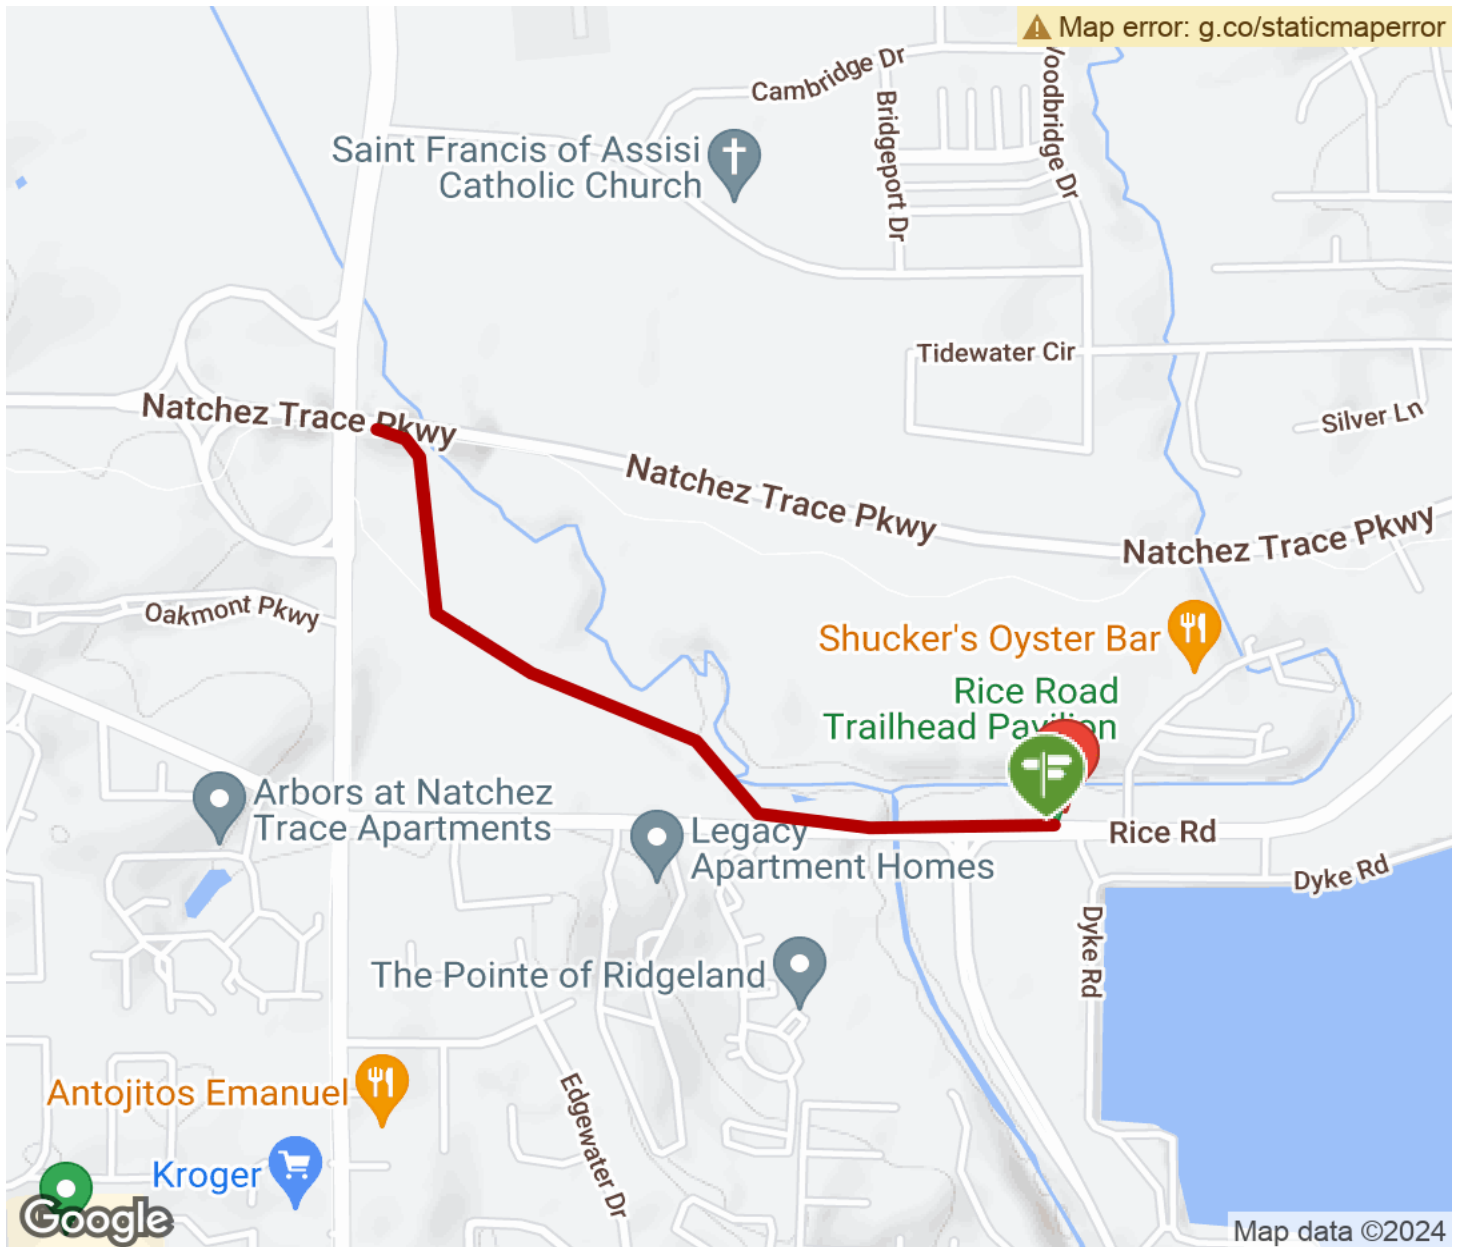 Map error: g.co/staticmaperror
Cambridge Dr
Bridgeport Dr
Woodbridge Dr
Saint Francis of Assisi
Catholic Church
Tidewater Cir
Silver Ln
Natchez Trace Pkwy
Natchez Trace Pkwy
Natchez Trace Pkwy
Oakmont Pkwy
Shucker's Oyster Bar
Rice Road
Trailhead Pavilion
Arbors at Natchez
Trace Apartments
Legacy
Apartment Homes
Rice Rd
Dyke Rd
Dyke Rd
The Pointe of Ridgeland
Antojitos Emanuel
Edgewater Dr
Kroger
Google
Map data ©2024